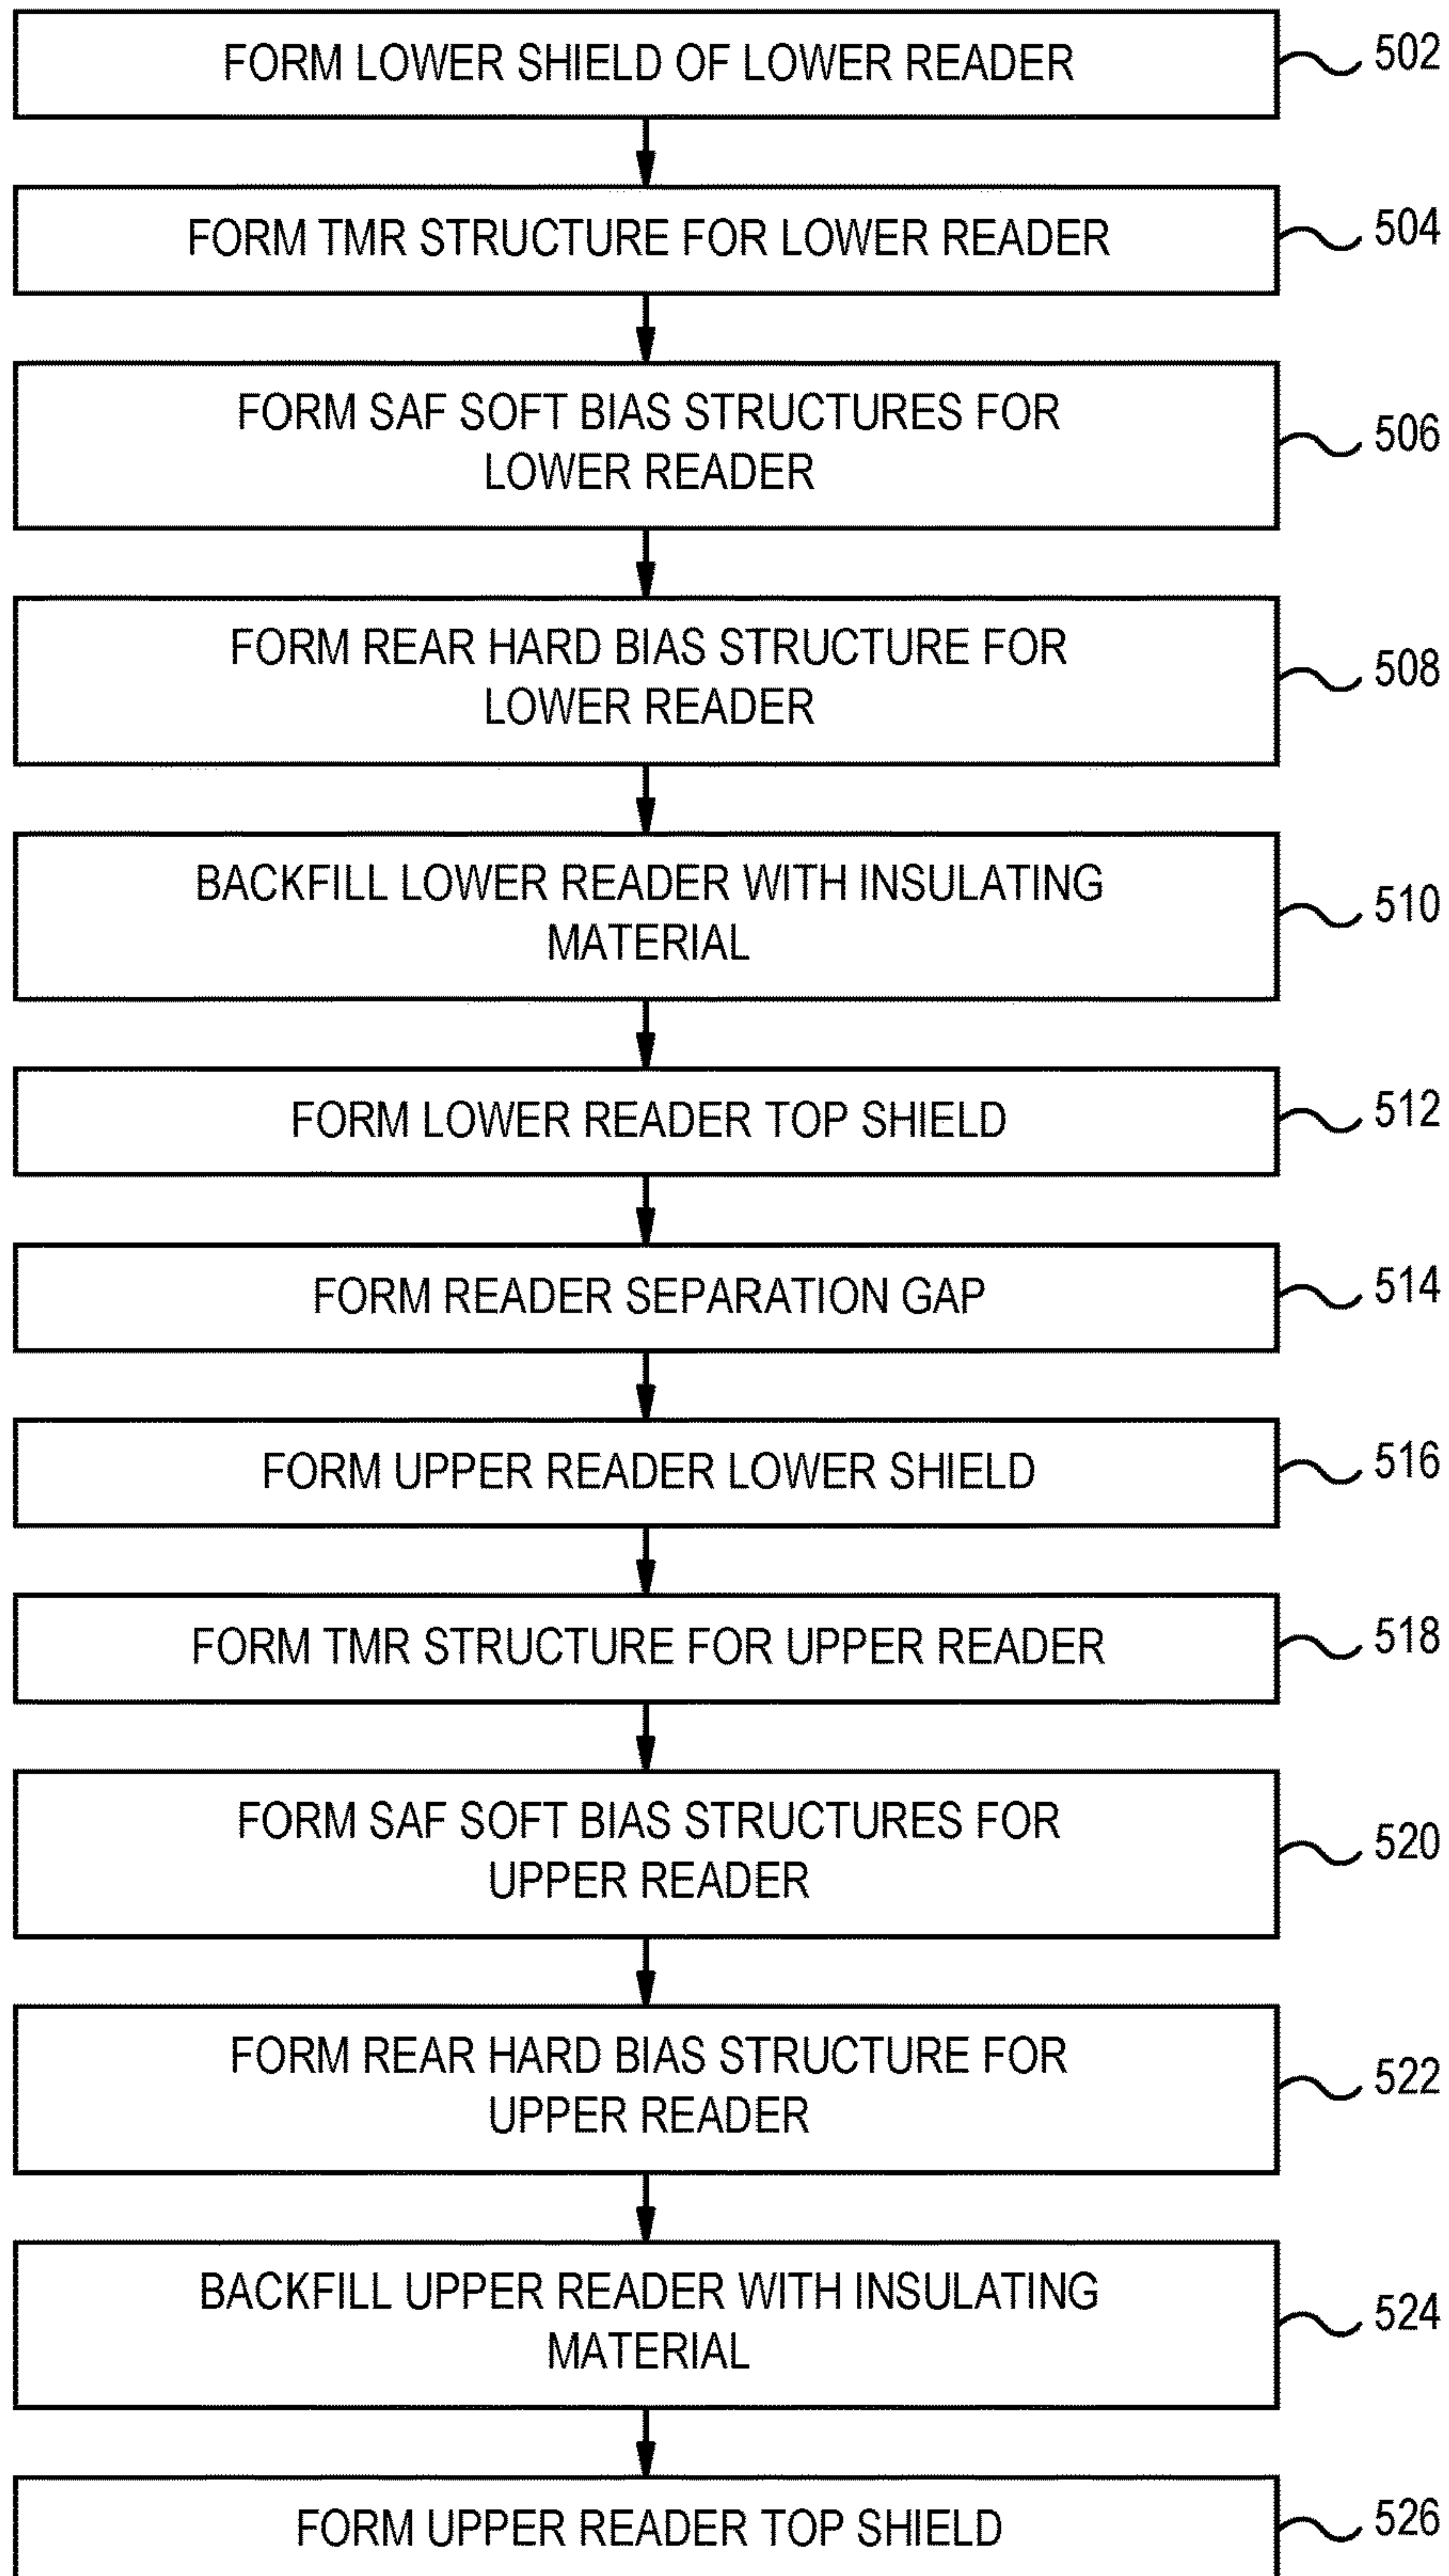 FORM LOWER SHIELD OF LOWER READER
502
FORM TMR STRUCTURE FOR LOWER READER
504
FORM SAF SOFT BIAS STRUCTURES FOR
LOWER READER
506
FORM REAR HARD BIAS STRUCTURE FOR
LOWER READER
508
BACKFILL LOWER READER WITH INSULATING
MATERIAL
510
FORM LOWER READER TOP SHIELD
512
FORM READER SEPARATION GAP
514
FORM UPPER READER LOWER SHIELD
516
FORM TMR STRUCTURE FOR UPPER READER
518
FORM SAF SOFT BIAS STRUCTURES FOR
UPPER READER
520
FORM REAR HARD BIAS STRUCTURE FOR
UPPER READER
522
BACKFILL UPPER READER WITH INSULATING
MATERIAL
524
FORM UPPER READER TOP SHIELD
526